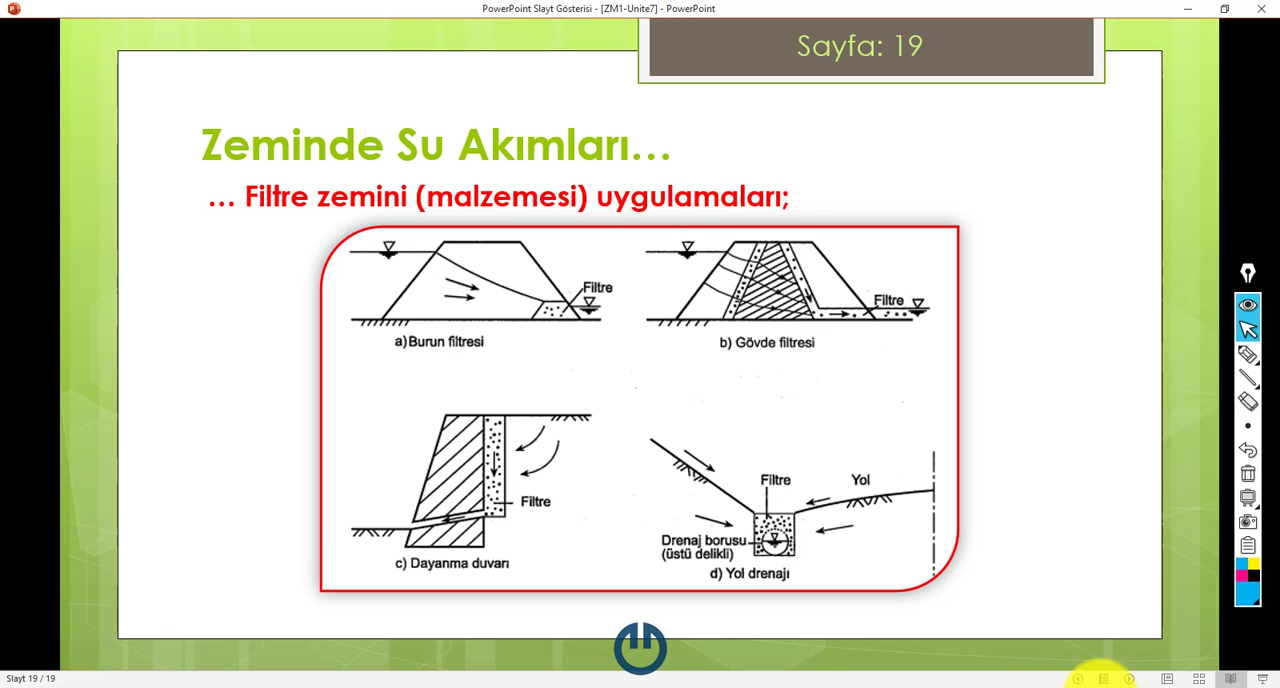 PowerPoint Slayt Gösterisi - [ZM1-Unite7] - PowerPoint
Sayfa: 19
Zeminde Su Akımları...
... Filtre zemini (malzemesi) uygulamaları;
Filtre
a)Burun filtresi
Filtre
b) Gövde filtresi
Filtre
c) Dayanma duvarı
Filtre
Yol
Drenaj borusu
(üstü delikli)
d) Yol drenajı
Slayt 19 / 19